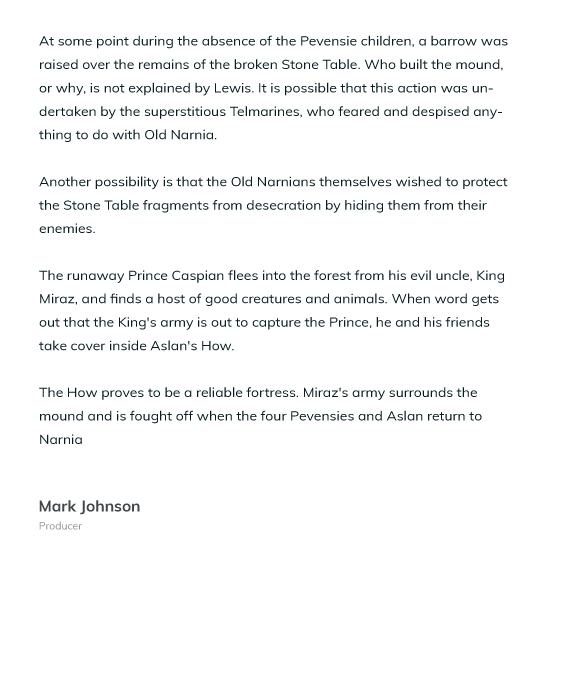 At some point during the absence of the Pevensie children, a barrow was
raised over the remains of the broken Stone Table. Who built the mound,
or why, is not explained by Lewis. It is possible that this action was un-
dertaken by the superstitious Telmarines, who feared and despised any-
thing to do with Old Narnia.
Another possibility is that the Old Narnians themselves wished to protect
the Stone Table fragments from desecration by hiding them from their
enemies.
The runaway Prince Caspian flees into the forest from his evil uncle, King
Miraz, and finds a host of good creatures and animals. When word gets
out that the King's army is out to capture the Prince, he and his friends
take cover inside Aslan's How.
The How proves to be a reliable fortress. Miraz's army surrounds the
mound and is fought off when the four Pevensies and Aslan return to
Narnia
Mark Johnson
Producer